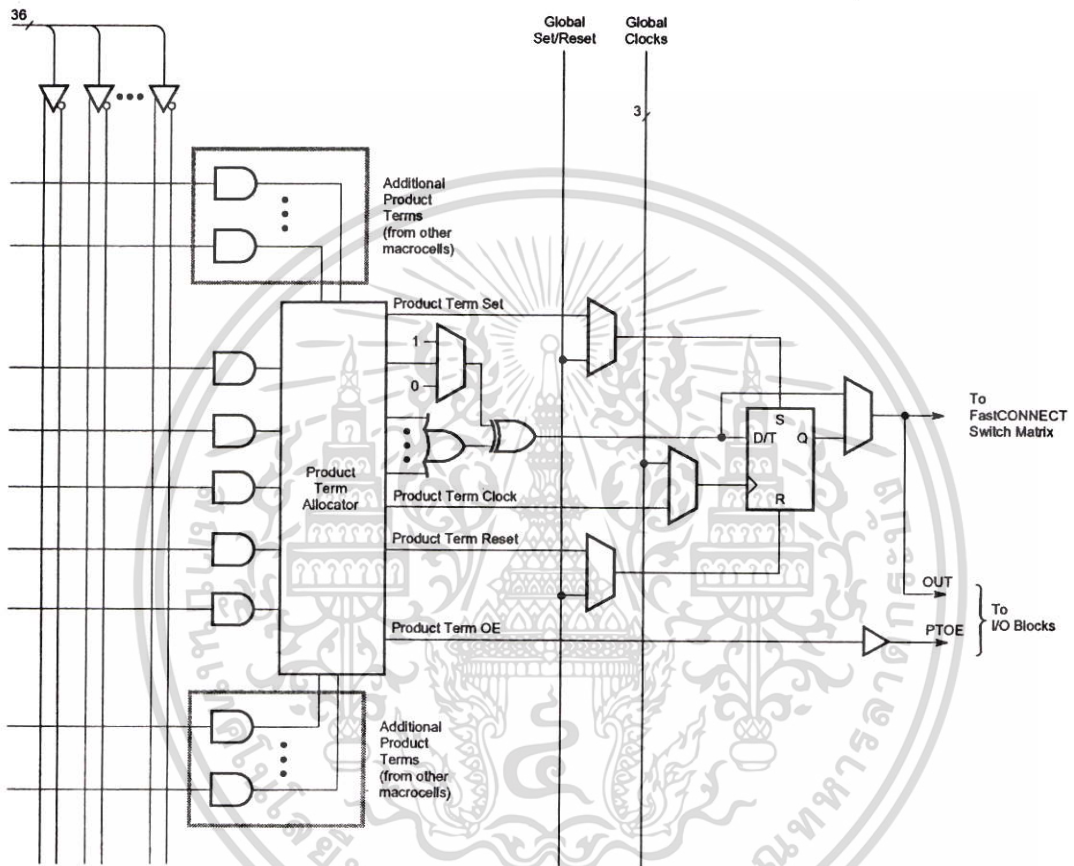 36
Global
Set/Reset
Global
Clocks
3
Additional
Product
Terms
(from other
macrocells)
Product Term Set
1
0
Product
Term
Allocator
S
D/T Q
R
To
FastCONNECT
Switch Matrix
Product Term Clock
Product Term Reset
OUT
To
I/O Blocks
Product Term OE
PTOE
Additional
Product
Terms
(from other
macrocells)